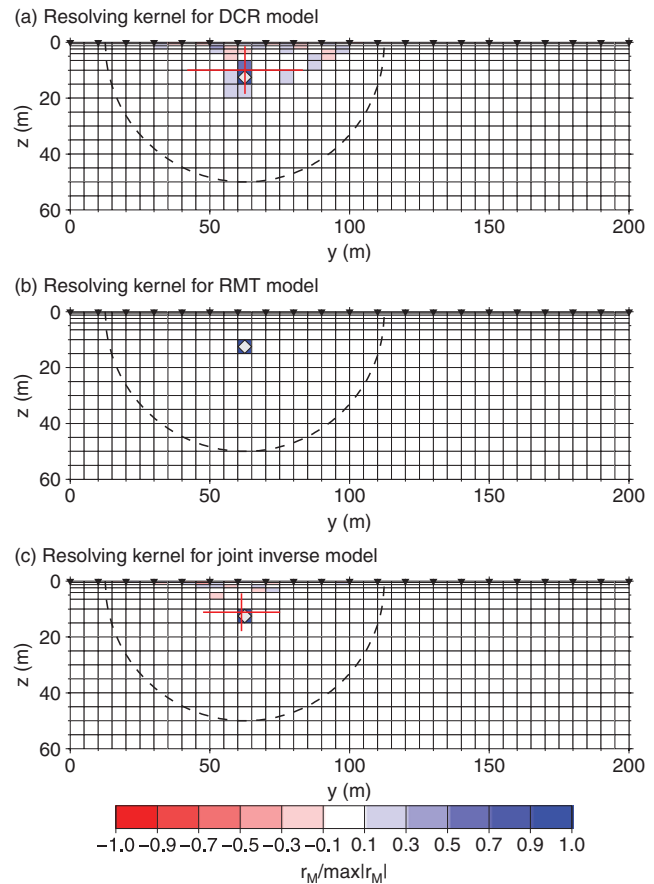 (a) Resolving kernel for DCR model
0
20
40
60
z (m)
0 50 100 150 200
y (m)
(b) Resolving kernel for RMT model
0
20
40
60
z (m)
0 50 100 150 200
y (m)
(c) Resolving kernel for joint inverse model
0
20
40
60
z (m)
0 50 100 150 200
y (m)
−1.0 −0.9 −0.7 −0.5 −0.3 −0.1 0.1 0.3 0.5 0.7 0.9 1.0
r_M/max|r_M|